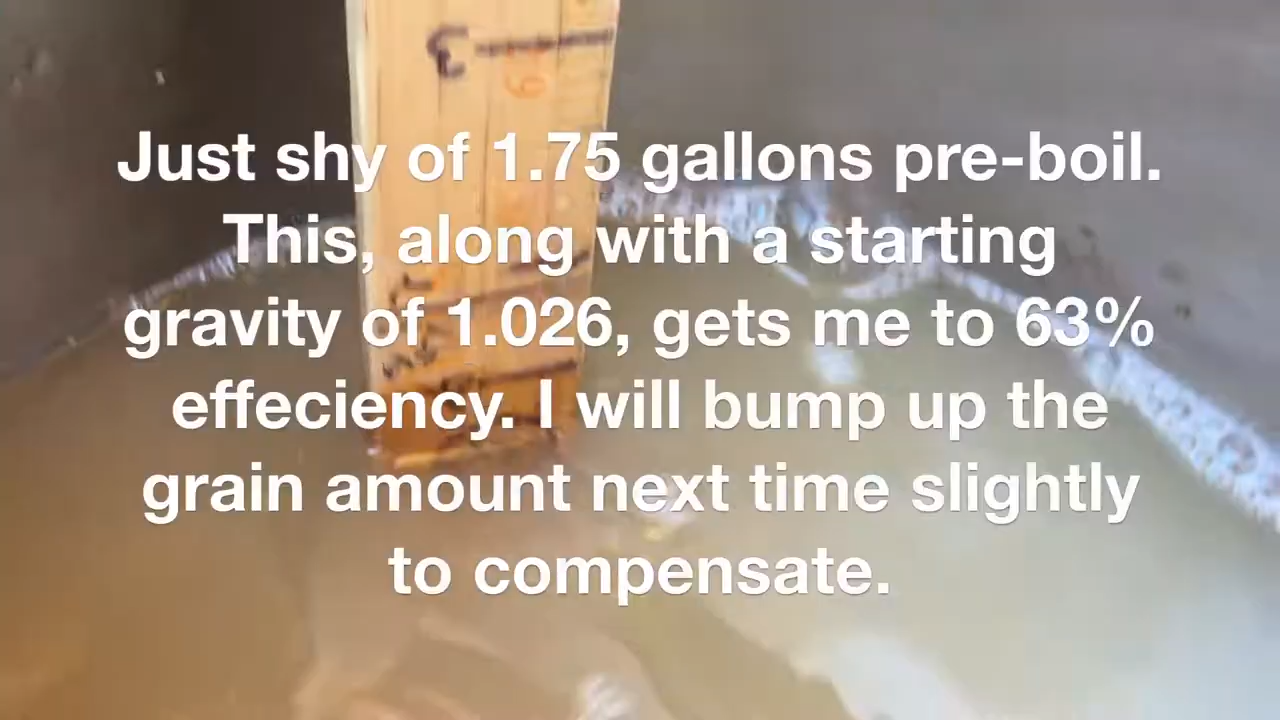 3
Just shy of 1.75 gallons pre-boil.
This, along with a starting
gravity of 1.026, gets me to 63%
effeciency. I will bump up the
grain amount next time slightly
to compensate.